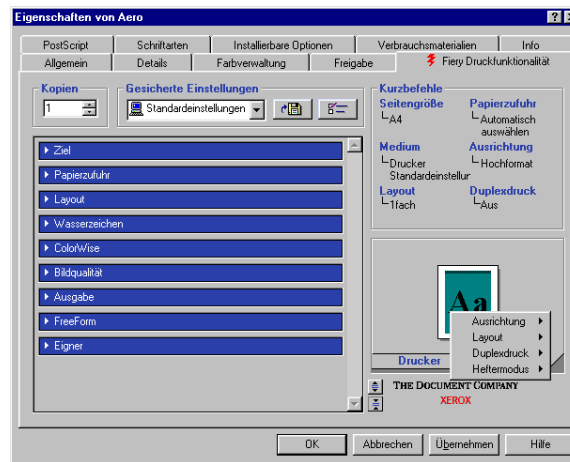 Eigenschaften von Aero
PostScript
Schriftarten
Installierbare Optionen
Verbrauchsmaterialien
Info
Allgemein
Details
Farbverwaltung
Freigabe
Fiery Druckfunktionalität
Kopien
1
Gesicherte Einstellungen
Standardeinstellungen
Ziel
Papierzufuhr
Layout
Wasserzeichen
ColorWise
Bildqualität
Ausgabe
FreeForm
Eigner
Kurzbefehle
Seitengröße
A4
Papierzufuhr
Automatisch
auswählen
Medium
Drucker
Standardeinstellur
Ausrichtung
Hochformat
Layout
1fach
Duplexdruck
Aus
Aa
Ausrichtung
Layout
Duplexdruck
Heftermodus
Drucker
THE DOCUMENT COMPANY
XEROX
OK
Abbrechen
Übernehmen
Hilfe